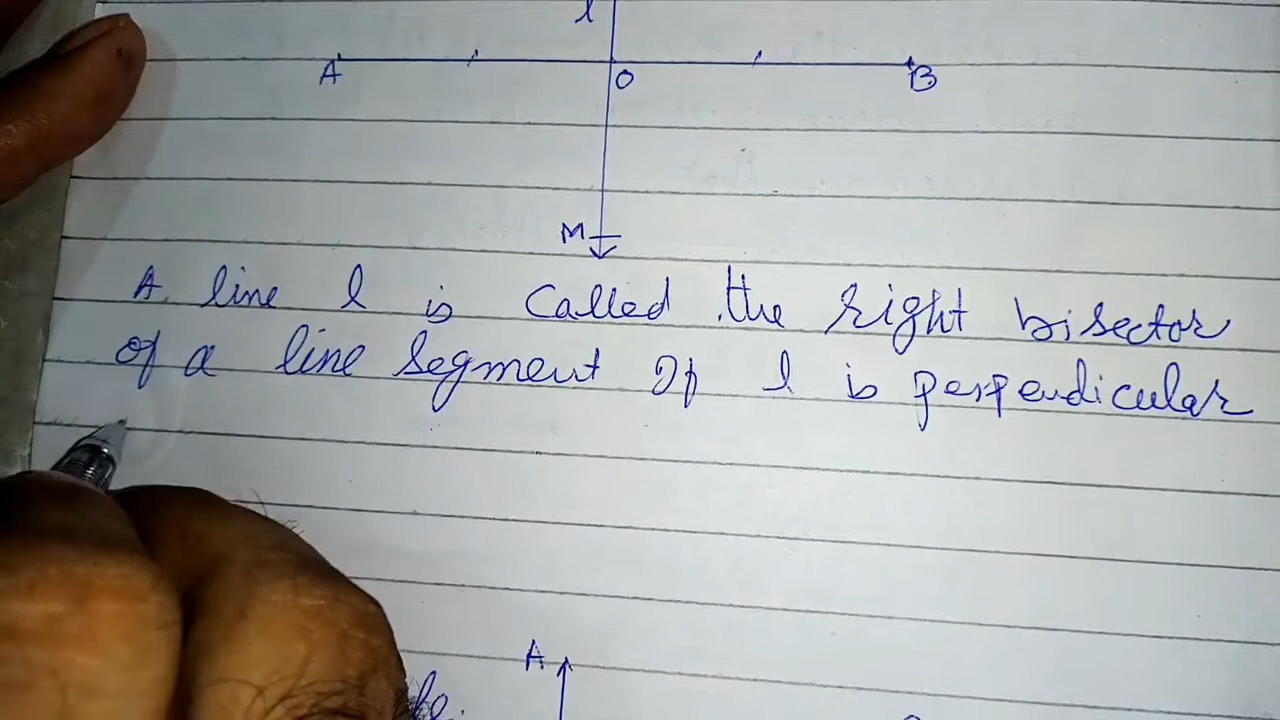 l
A O B
M
A line l is called the right bisector
of a line segment If l is perpendicular
A